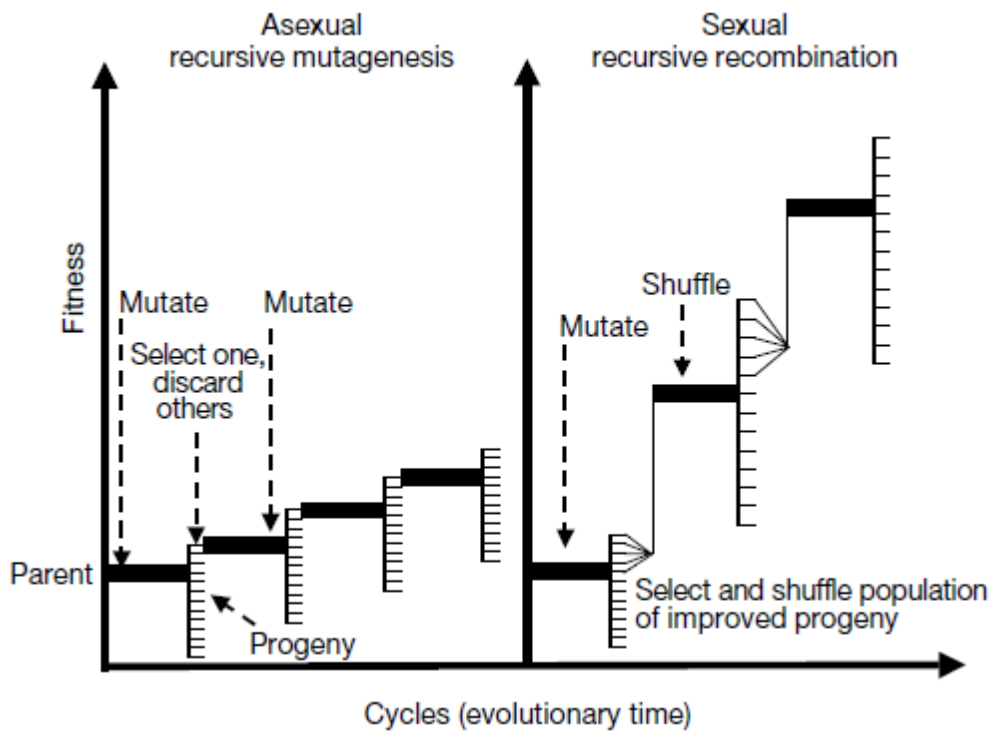 Asexual
recursive mutagenesis
Sexual
recursive recombination
Fitness
Mutate
Mutate
Select one,
discard
others
Parent
Progeny
Shuffle
Mutate
Select and shuffle population
of improved progeny
Cycles (evolutionary time)